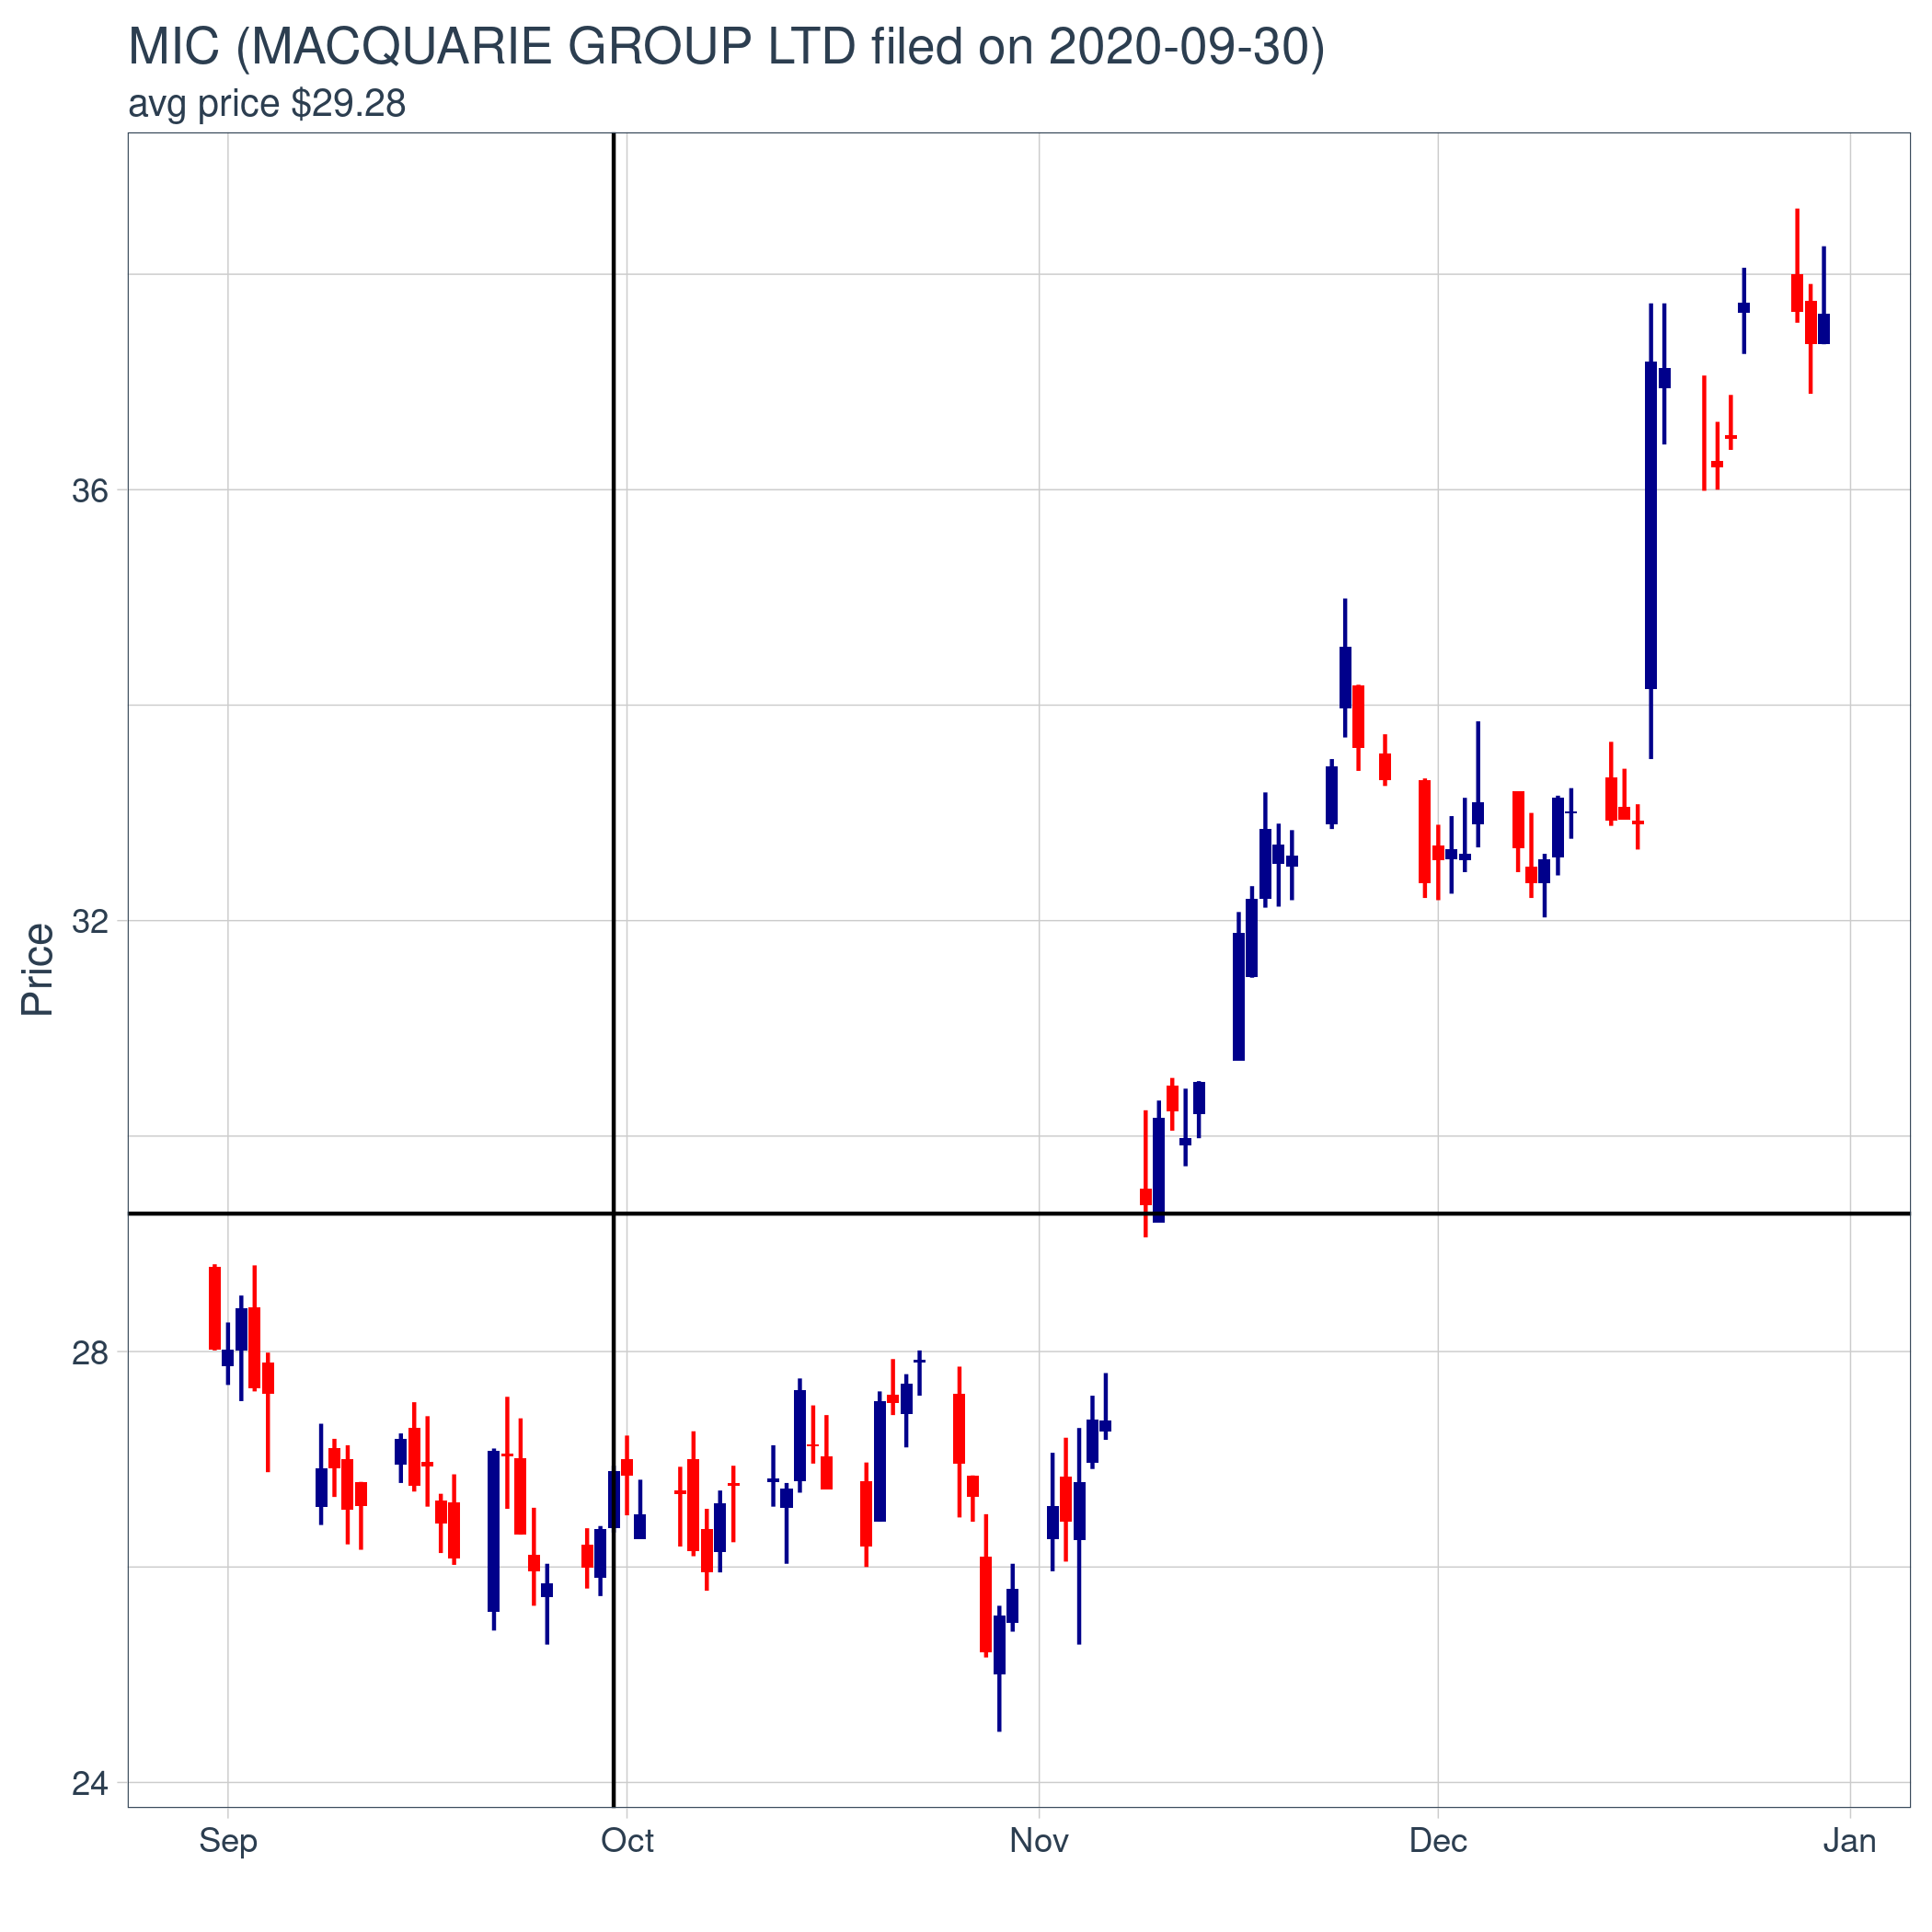 MIC (MACQUARIE GROUP LTD filed on 2020-09-30)
avg price $29.28
Price
36
32
28
24
Sep Oct Nov Dec Jan